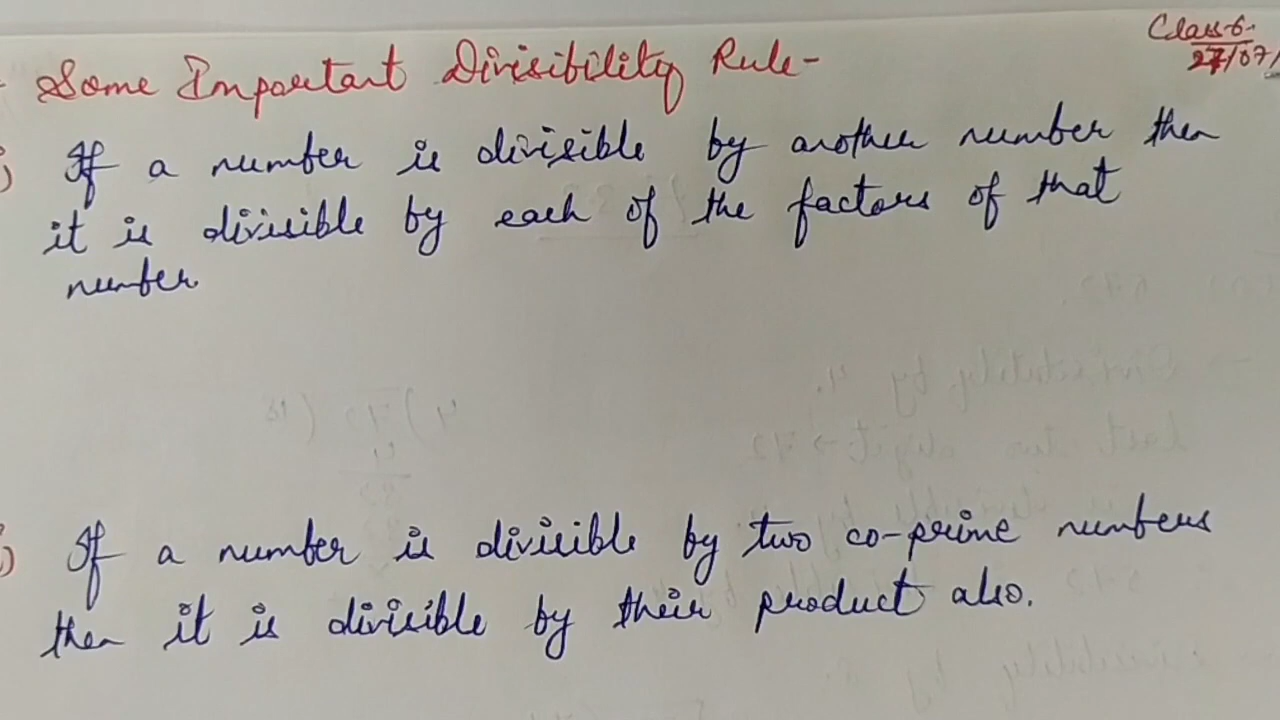 Class-6.
27/07/
Some Important Divisibility Rule-
) If a number is divisible by another number then
it is divisible by each of the factors of that
number
) If a number is divisible by two co-prime numbers
then it is divisible by their product also.